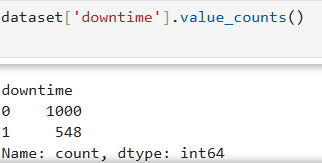 dataset['downtime'].value_counts()
downtime
0    1000
1     548
Name: count, dtype: int64